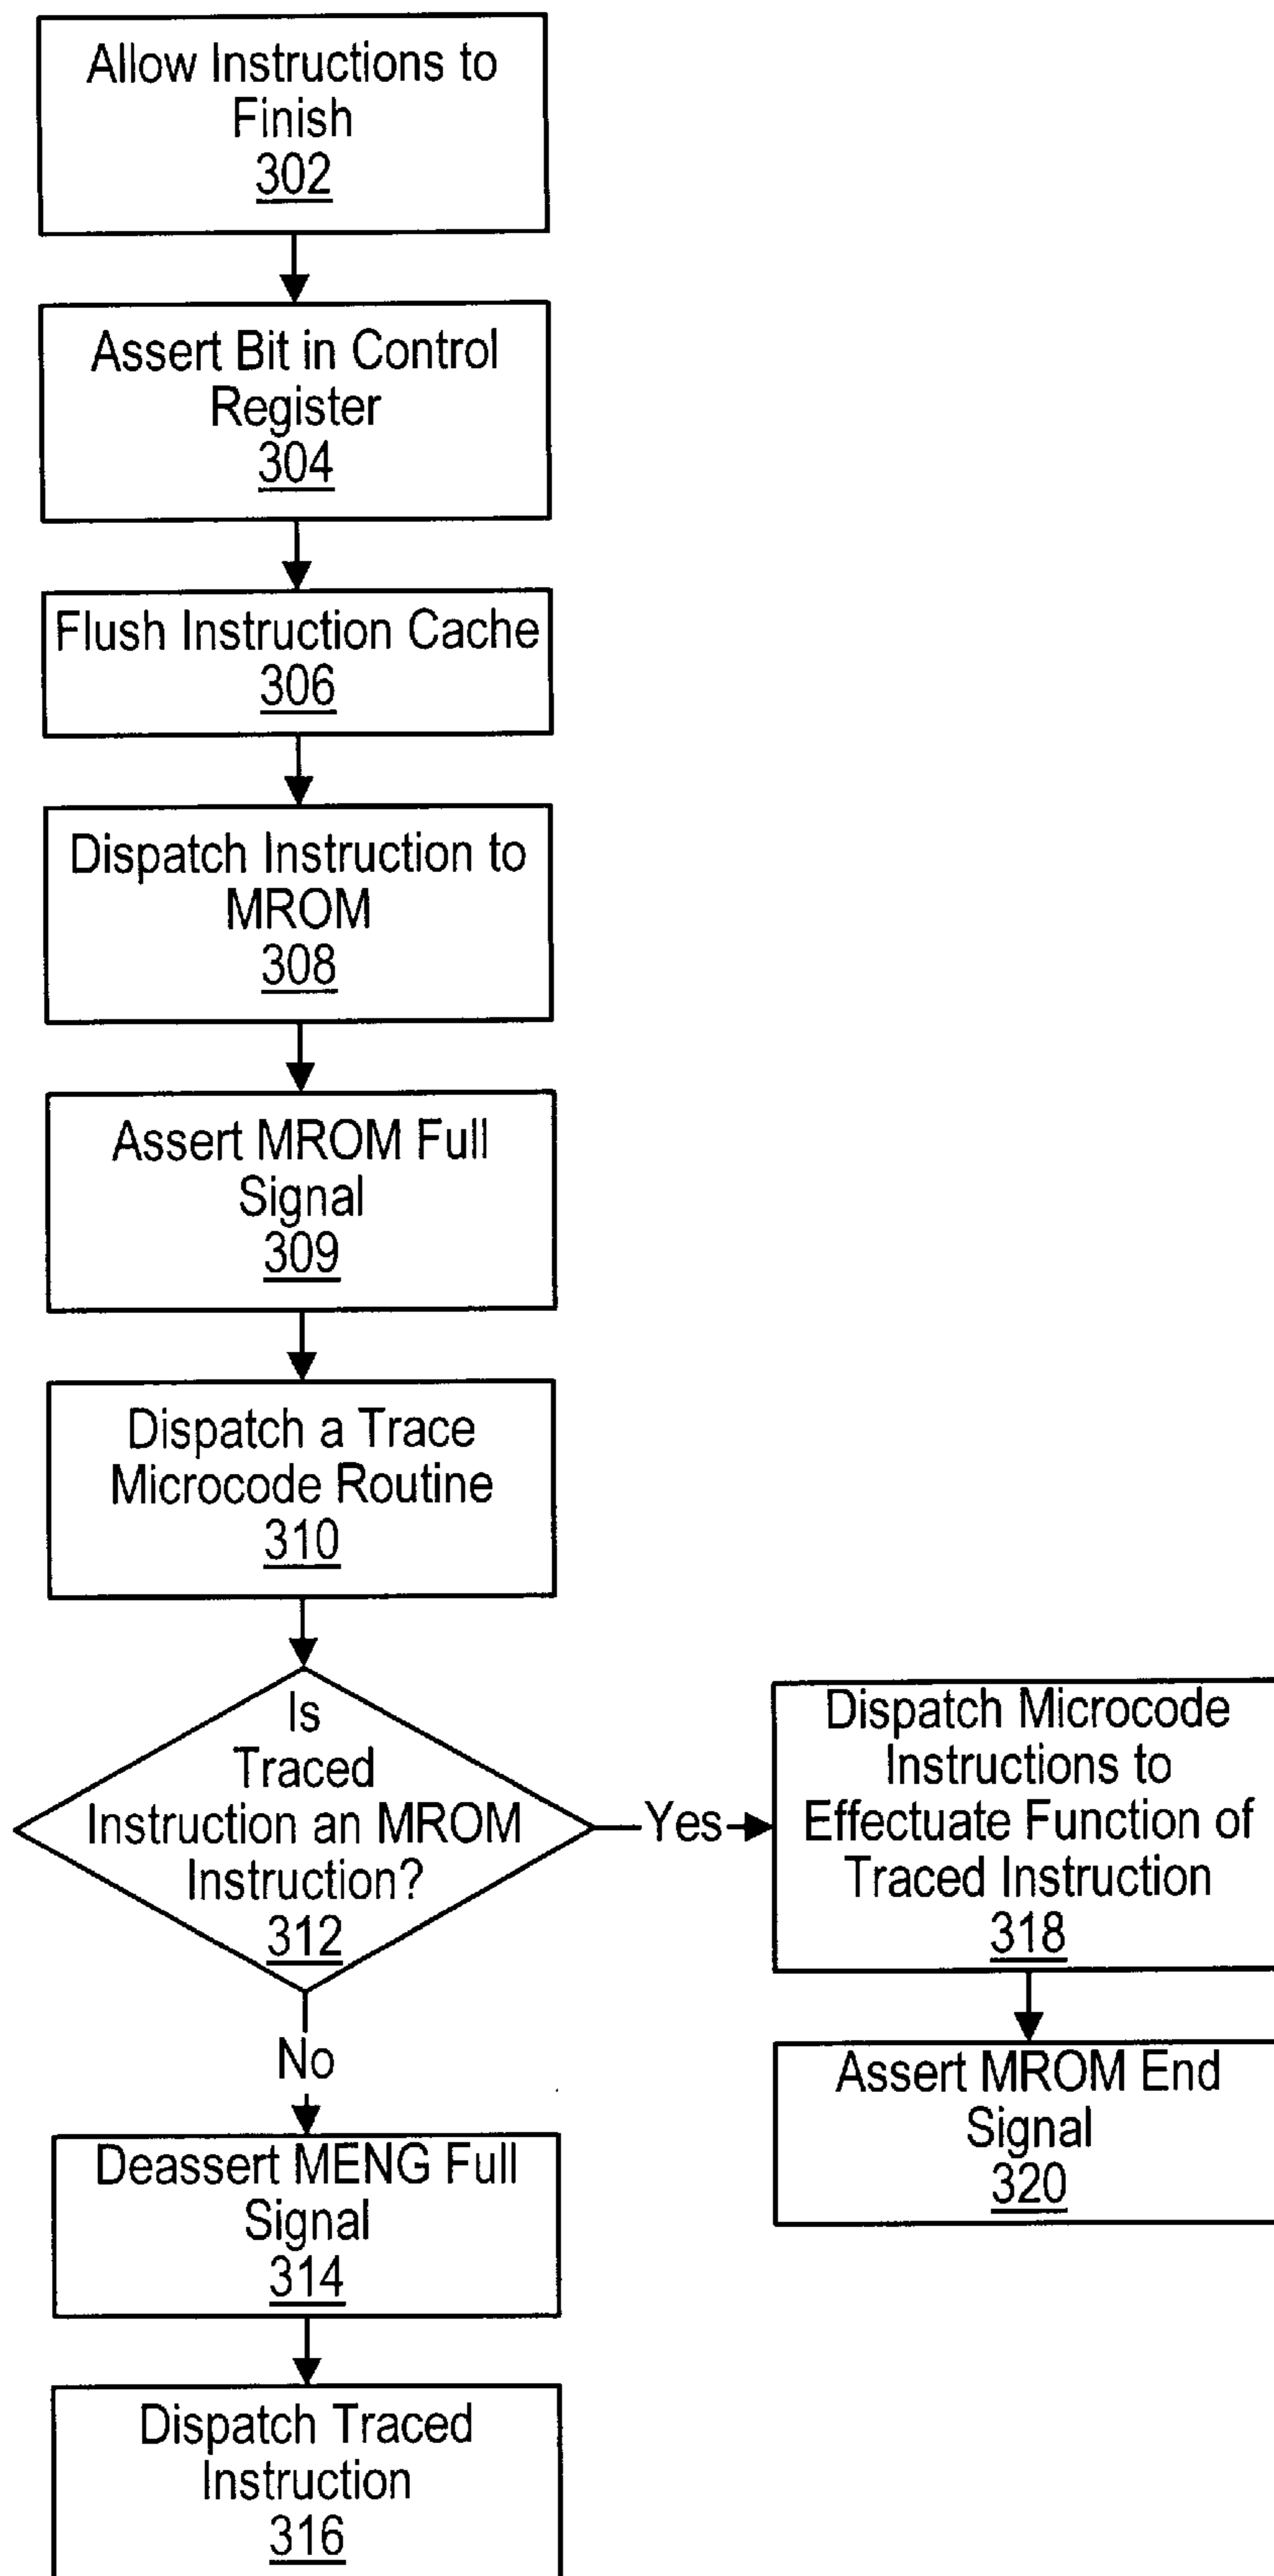 Allow Instructions to
Finish
302
Assert Bit in Control
Register
304
Flush Instruction Cache
306
Dispatch Instruction to
MROM
308
Assert MROM Full
Signal
309
Dispatch a Trace
Microcode Routine
310
Is
Traced
Instruction an MROM
Instruction?
312
Yes
Dispatch Microcode
Instructions to
Effectuate Function of
Traced Instruction
318
Assert MROM End
Signal
320
No
Deassert MENG Full
Signal
314
Dispatch Traced
Instruction
316